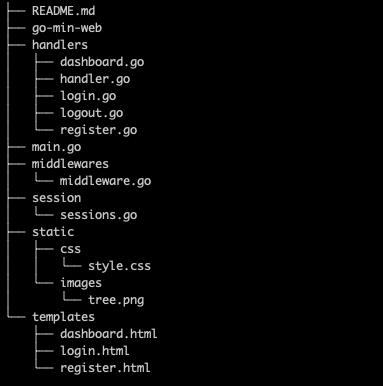 ├── README.md
├── go-min-web
├── handlers
│   ├── dashboard.go
│   ├── handler.go
│   ├── login.go
│   ├── logout.go
│   └── register.go
├── main.go
├── middlewares
│   └── middleware.go
├── session
│   └── sessions.go
├── static
│   ├── css
│   │   └── style.css
│   └── images
│       └── tree.png
└── templates
    ├── dashboard.html
    ├── login.html
    └── register.html